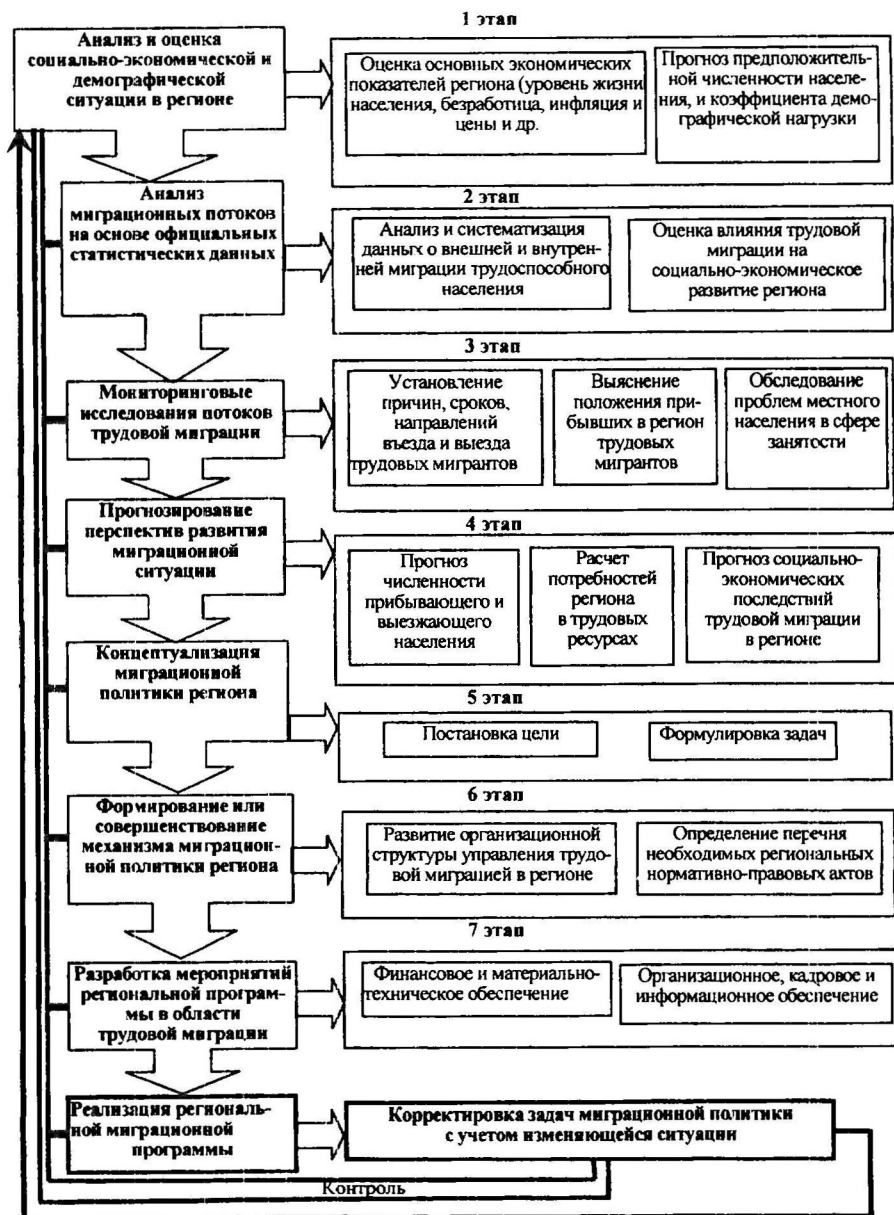 1 этап
Анализ и оценка
социально-экономической и
демографической
ситуации в регионе
Оценка основных экономических
показателей региона (уровень жизни
населения, безработица, инфляция и
цены и др.
Прогноз предположитель-
ной численности населе-
ния, и коэффициента демо-
графической нагрузки
2 этап
Анализ
миграционных потоков
на основе официальных
статистических данных
Анализ и систематизация
данных о внешней и внутрен-
ней миграции трудоспособного
населения
Оценка влияния трудовой
миграции на
социально-экономическое
развитие региона
3 этап
Мониторинговые
исследования потоков
трудовой миграции
Установление
причин, сроков,
направлений
въезда и выезда
трудовых мигрантов
Выяснение
положения при-
бывших в регион
трудовых
мигрантов
Обследование
проблем местного
населения в сфере
занятости
4 этап
Прогнозирование
перспектив развития
миграционной
ситуации
Прогноз
численности
прибывающего и
выезжающего
населения
Расчет
потребностей
региона
в трудовых
ресурсах
Прогноз социально-
экономических
последствий
трудовой миграции
в регионе
5 этап
Концептуализация
миграционной
политики региона
Постановка цели
Формулировка задач
6 этап
Формирование или
совершенствование
механизма миграцион-
ной политики региона
Развитие организационной
структуры управления трудо-
вой миграцией в регионе
Определение перечня
необходимых региональных
нормативно-правовых актов
7 этап
Разработка мероприятий
региональной програм-
мы в области
трудовой миграции
Финансовое и материально-
техническое обеспечение
Организационное, кадровое и
информационное обеспечение
Реализация региональ-
ной миграционной
программы
Корректировка задач миграционной политики
с учетом изменяющейся ситуации
Контроль